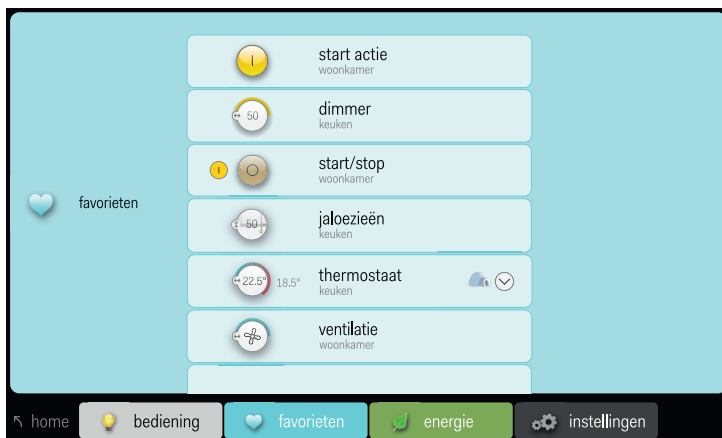 start actie
woonkamer
50
dimmer
keuken
start/stop
woonkamer
favorieten
50
jaloezieën
keuken
22.5° 18.5°
thermostaat
keuken
ventilatie
woonkamer
home
bediening
favorieten
energie
instellingen